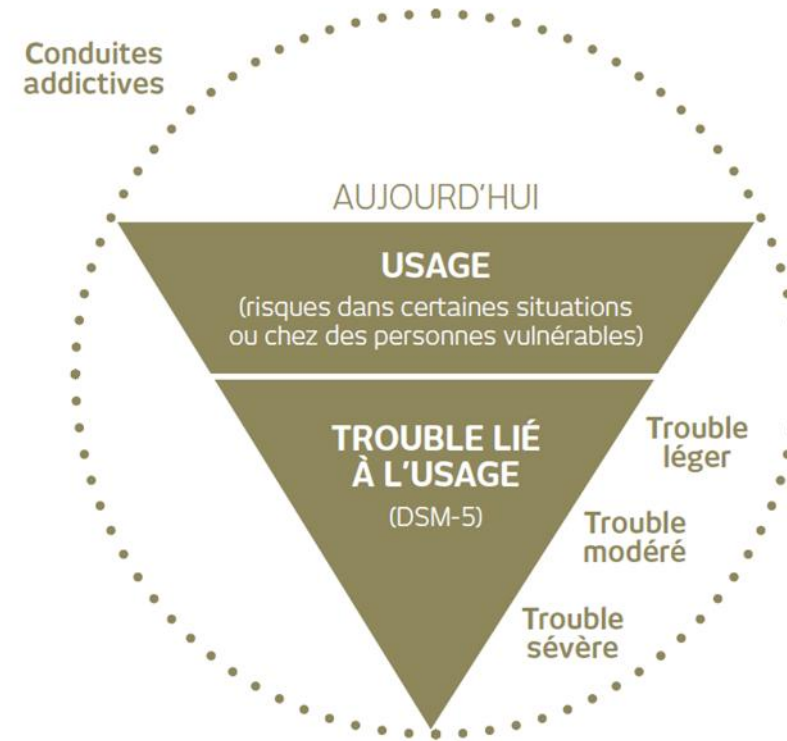 Conduites
addictives
AUJOURD'HUI
USAGE
(risques dans certaines situations
ou chez des personnes vulnérables)
TROUBLE LIÉ
À L'USAGE
(DSM-5)
Trouble
léger
Trouble
modéré
Trouble
sévère